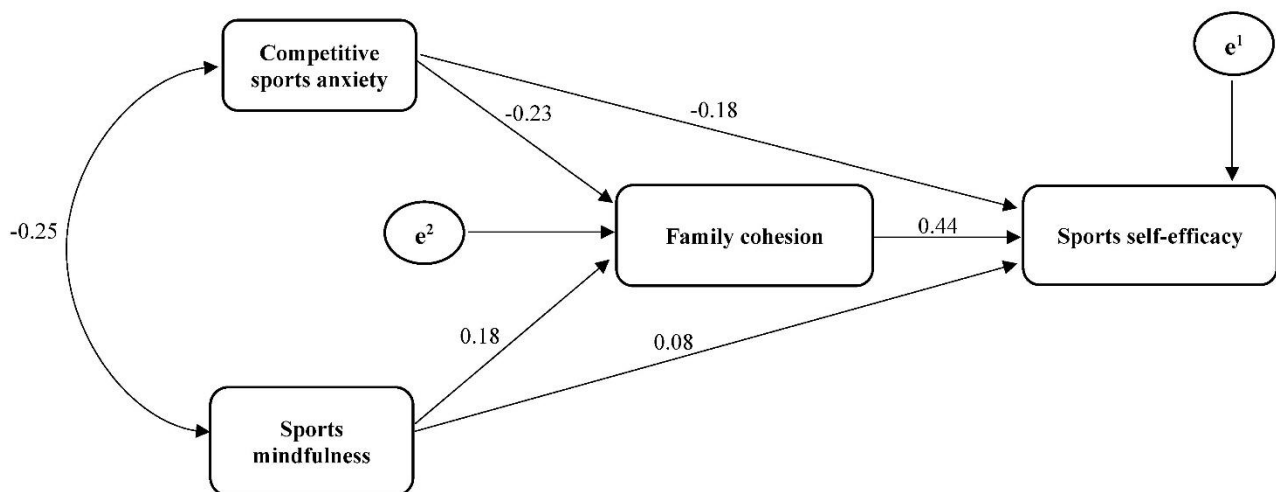 Competitive
sports anxiety
e¹
-0.18
-0.23
-0.25
e²
Family cohesion
0.44
Sports self-efficacy
0.18
0.08
Sports
mindfulness